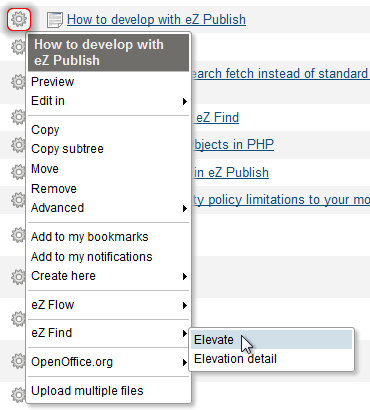 How to develop with eZ Publish
How to develop with
eZ Publish
Preview
arch fetch instead of standard
Edit in
Copy
eZ Find
Copy subtree
bjects in PHP
Move
in eZ Publish
Remove
ty policy limitations to your mo
Advanced
Add to my bookmarks
Add to my notifications
Create here
eZ Flow
eZ Find
Elevate
Elevation detail
OpenOffice.org
Upload multiple files